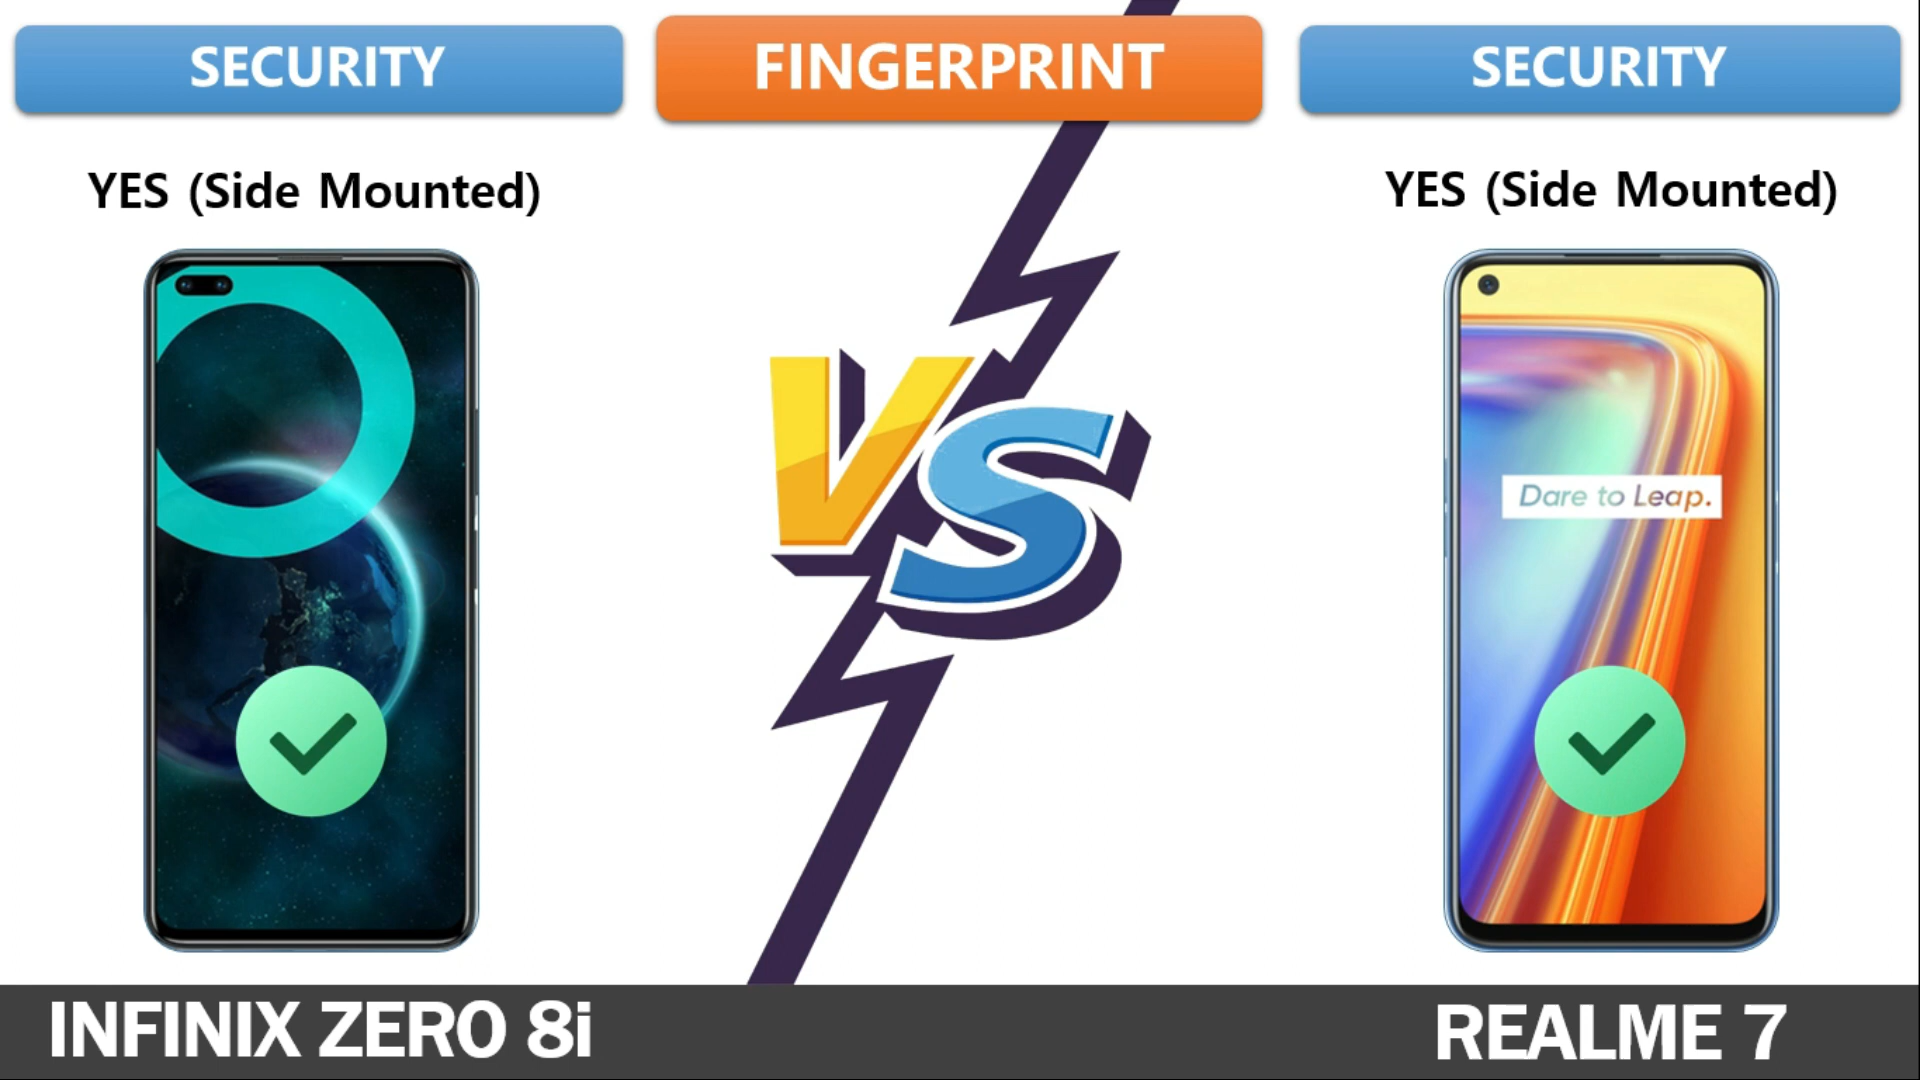 SECURITY
FINGERPRINT
SECURITY
YES (Side Mounted)
YES (Side Mounted)
VS
Dare to Leap.
INFINIX ZERO 8i
REALME 7